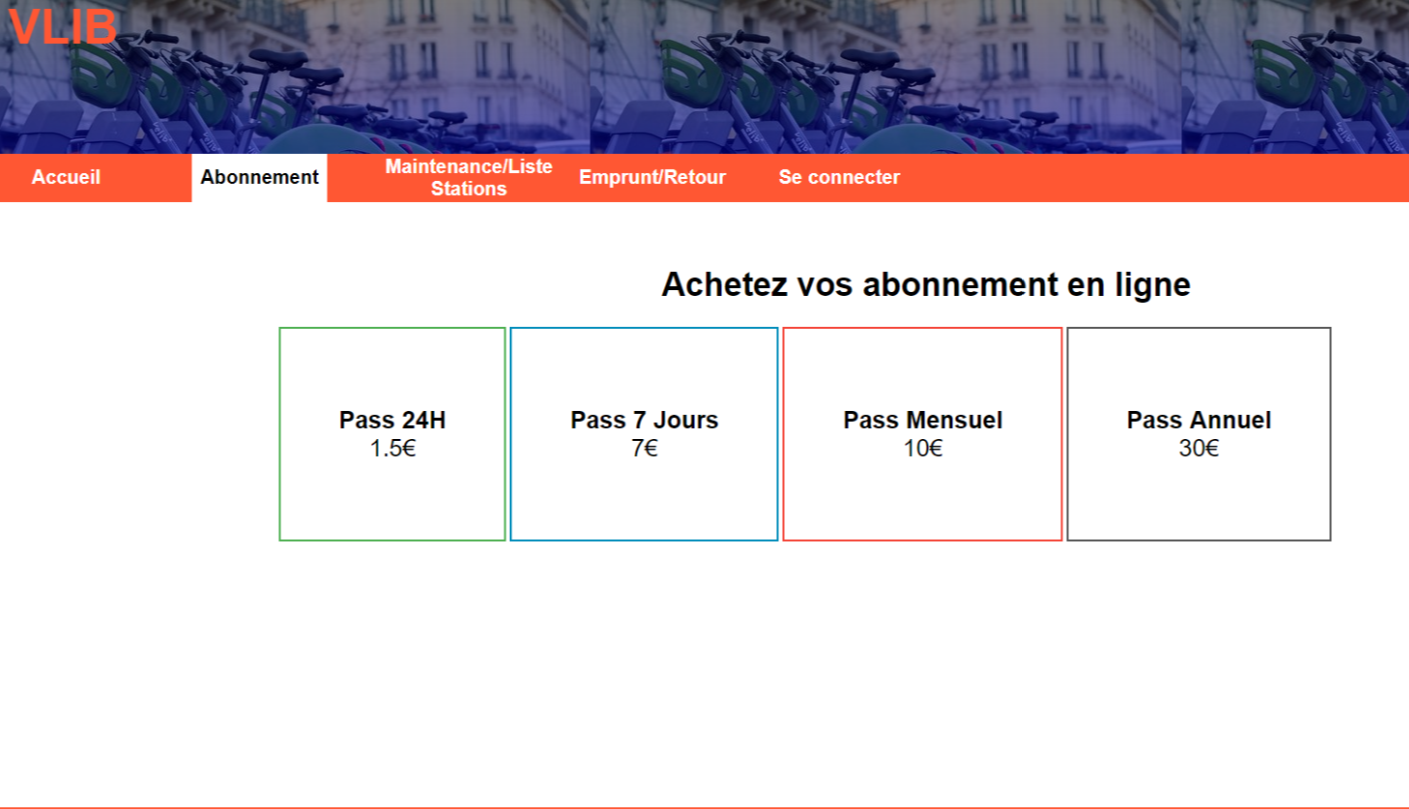 VLIB
Accueil
Abonnement
Maintenance/Liste
Stations
Emprunt/Retour
Se connecter
Achetez vos abonnement en ligne
Pass 24H
1.5€
Pass 7 Jours
7€
Pass Mensuel
10€
Pass Annuel
30€